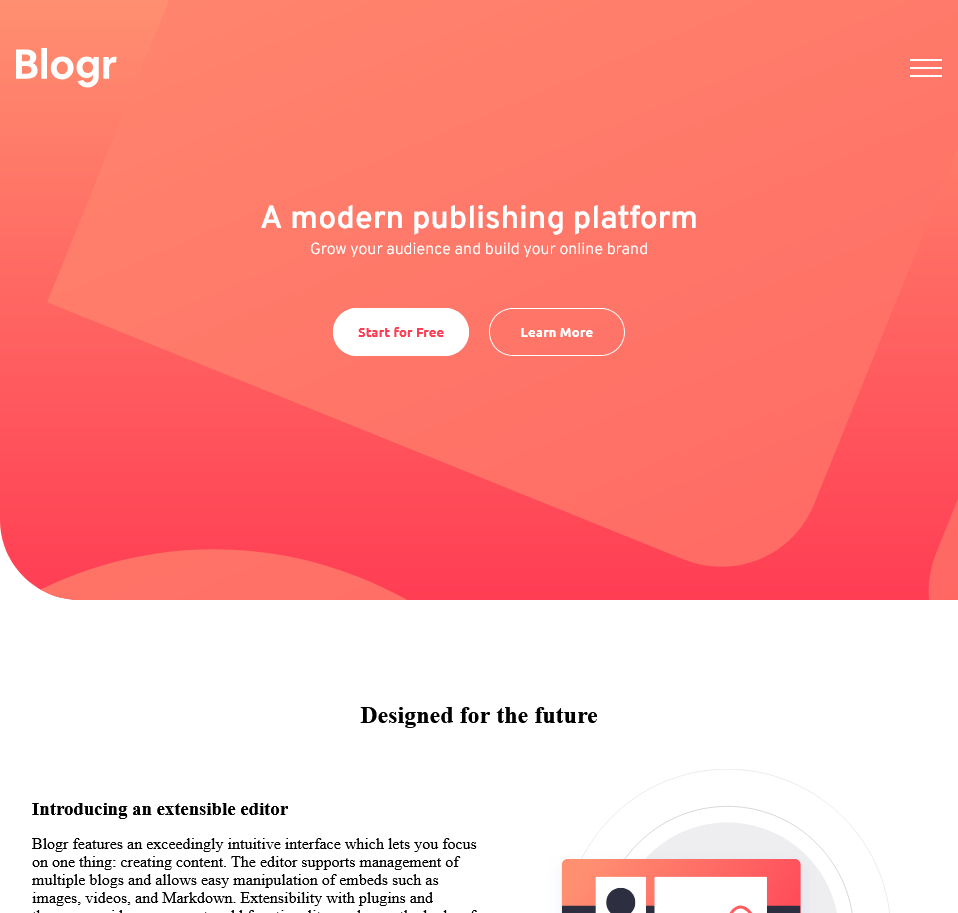 Blogr
A modern publishing platform
Grow your audience and build your online brand
Start for Free
Learn More
Designed for the future
Introducing an extensible editor
Blogr features an exceedingly intuitive interface which lets you focus
on one thing: creating content. The editor supports management of
multiple blogs and allows easy manipulation of embeds such as
images, videos, and Markdown. Extensibility with plugins and